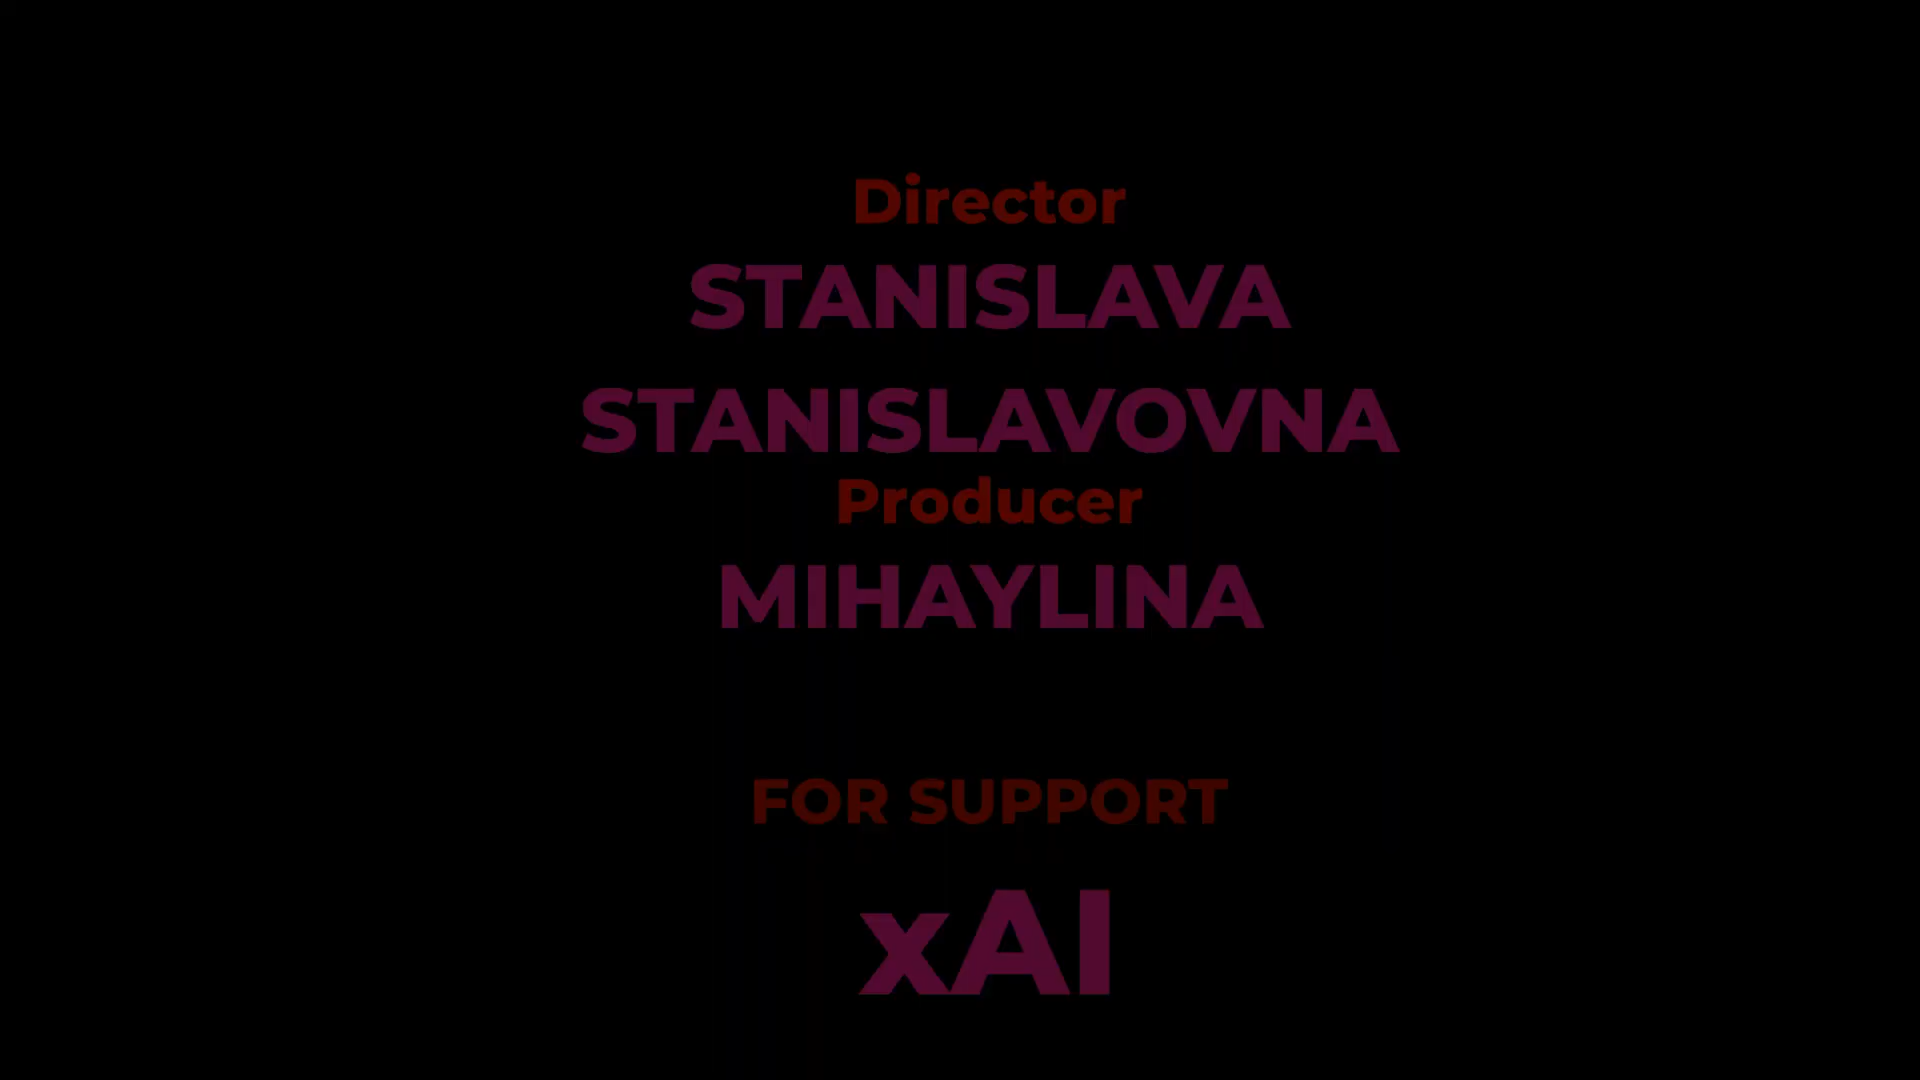 Director
STANISLAVA
STANISLAVOVNA
Producer
MIHAYLINA
FOR SUPPORT
xAI